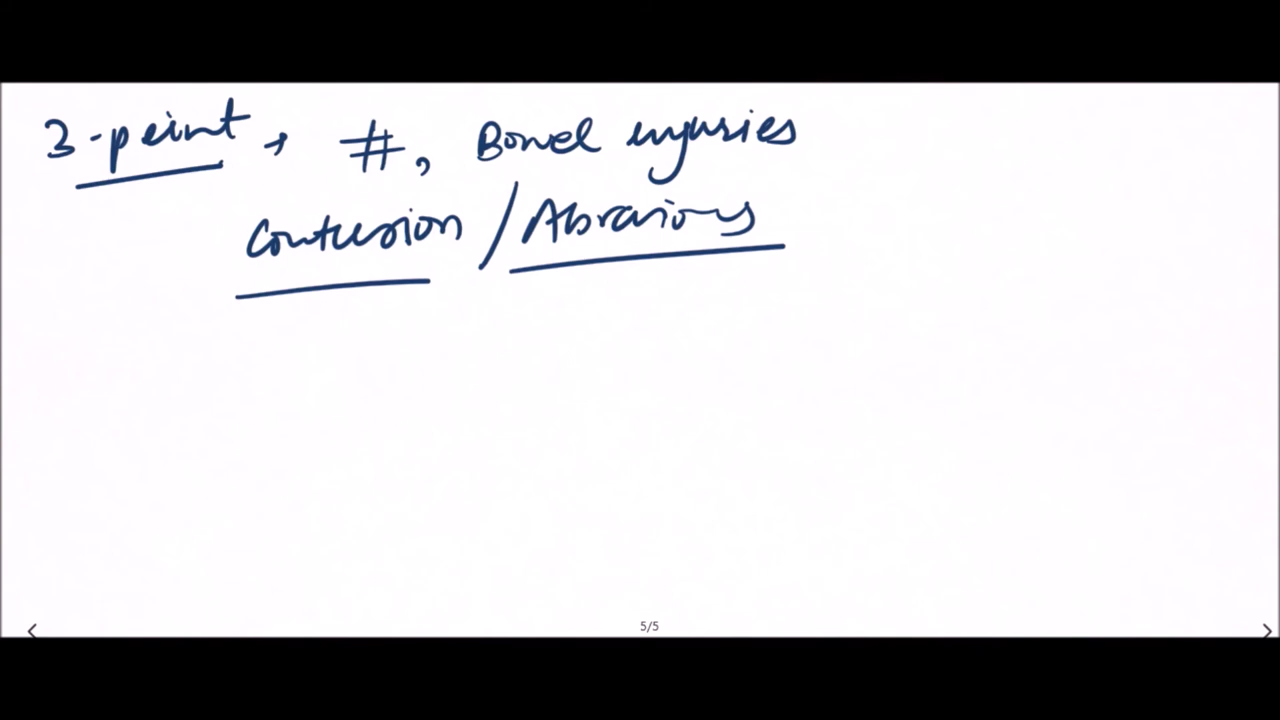 3-point → #, Bowel injuries
Contusion / Abrasions
5/5